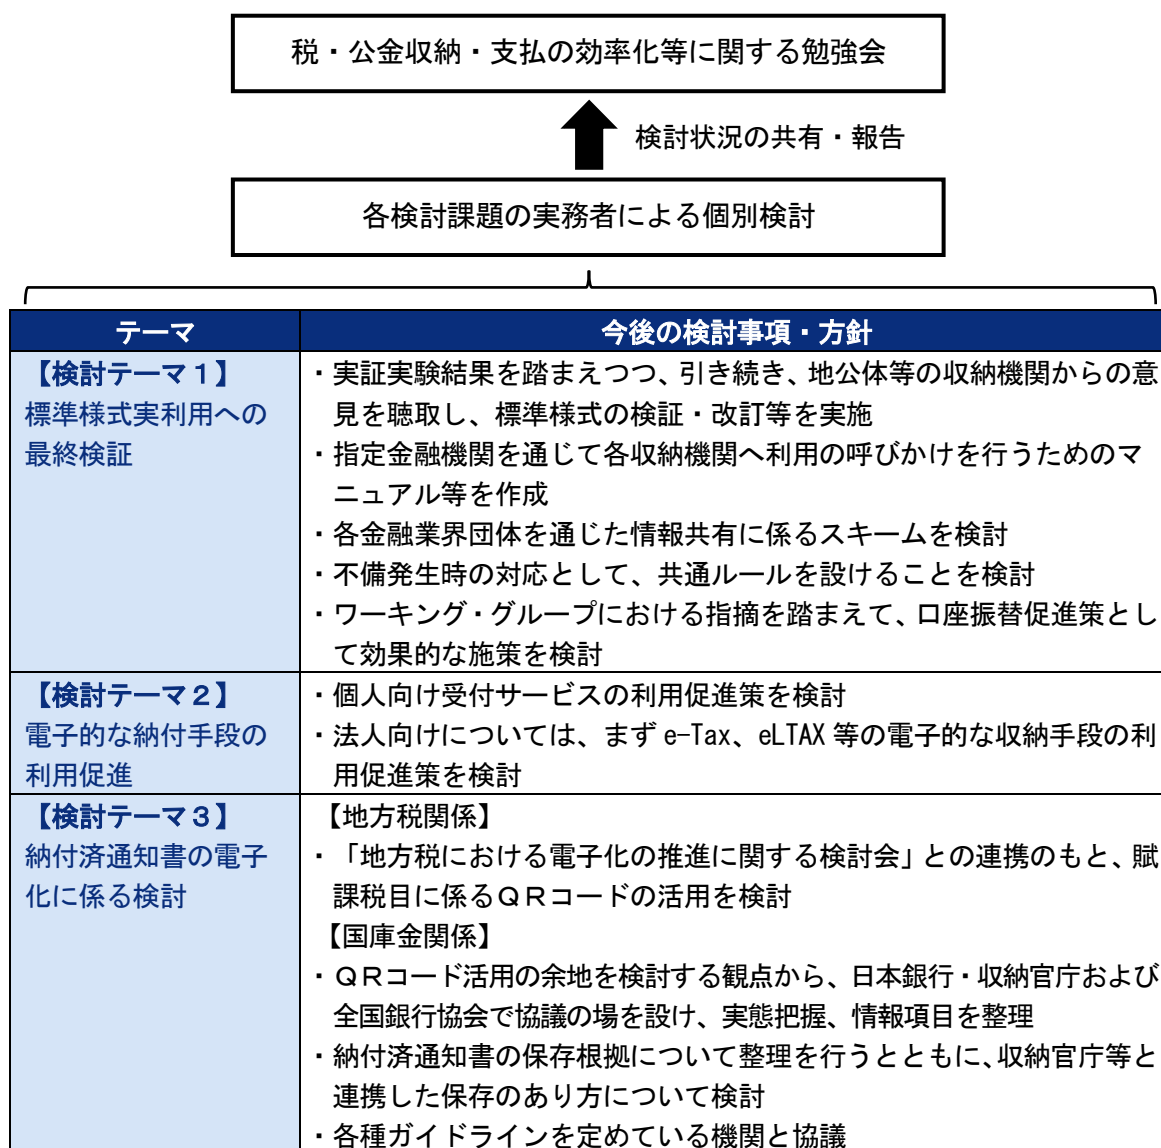 税・公金収納・支払の効率化等に関する勉強会
検討状況の共有・報告
各検討課題の実務者による個別検討
テーマ
今後の検討事項・方針
【検討テーマ１】
標準様式実利用への
最終検証
・実証実験結果を踏まえつつ、引き続き、地公体等の収納機関からの意
見を聴取し、標準様式の検証・改訂等を実施
・指定金融機関を通じて各収納機関へ利用の呼びかけを行うためのマ
ニュアル等を作成
・各金融業界団体を通じた情報共有に係るスキームを検討
・不備発生時の対応として、共通ルールを設けることを検討
・ワーキング・グループにおける指摘を踏まえて、口座振替促進策とし
て効果的な施策を検討
【検討テーマ２】
電子的な納付手段の
利用促進
・個人向け受付サービスの利用促進策を検討
・法人向けについては、まず e-Tax、eLTAX 等の電子的な収納手段の利
用促進策を検討
【検討テーマ３】
納付済通知書の電子
化に係る検討
【地方税関係】
・「地方税における電子化の推進に関する検討会」との連携のもと、賦
課税目に係るＱＲコードの活用を検討
【国庫金関係】
・ＱＲコード活用の余地を検討する観点から、日本銀行・収納官庁および
全国銀行協会で協議の場を設け、実態把握、情報項目を整理
・納付済通知書の保存根拠について整理を行うとともに、収納官庁等と
連携した保存のあり方について検討
・各種ガイドラインを定めている機関と協議